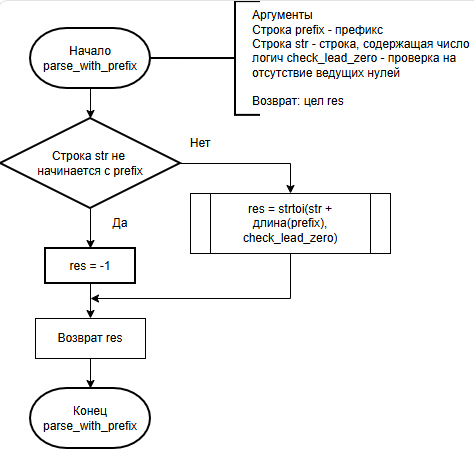 Начало
parse_with_prefix
Аргументы
Строка prefix - префикс
Строка str - строка, содержащая число
логич check_lead_zero - проверка на
отсутствие ведущих нулей
Возврат: цел res
Строка str не
начинается с prefix
Нет
Да
res = strtoi(str +
длина(prefix),
check_lead_zero)
res = -1
Возврат res
Конец
parse_with_prefix